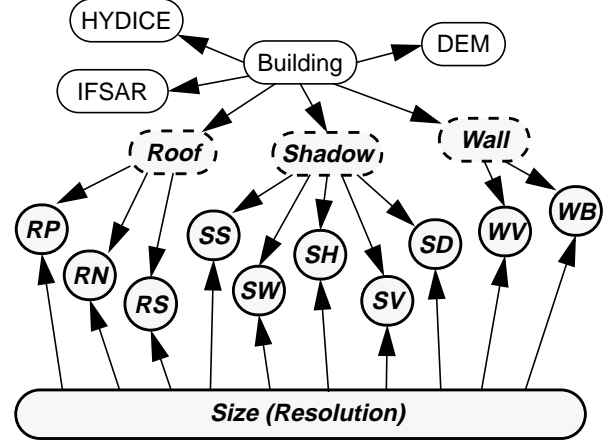 HYDICE
DEM
Building
IFSAR
Roof
Shadow
Wall
RP
RN
RS
SS
SW
SH
SV
SD
WV
WB
Size (Resolution)